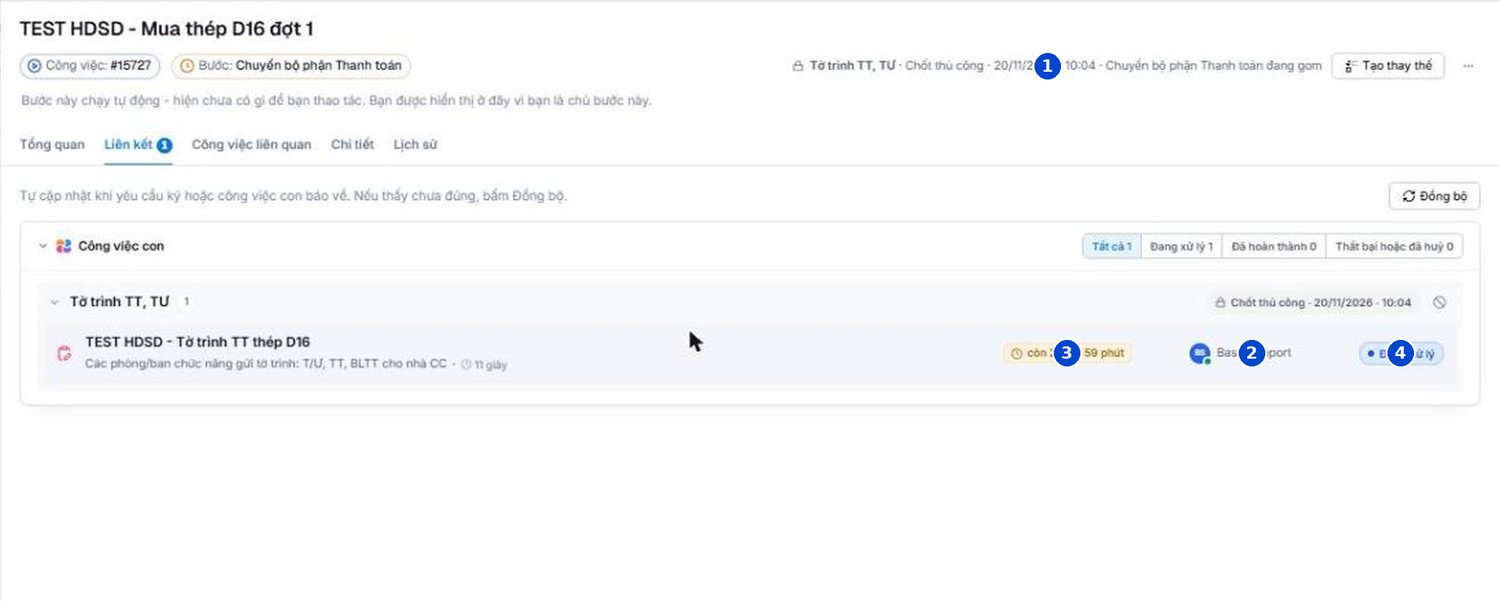 TEST HDSD - Mua thép D16 đợt 1
Công việc: #15727 Bước: Chuyển bộ phận Thanh toán
Tờ trình TT, TƯ · Chốt thủ công · 20/11/2 1 10:04 · Chuyển bộ phận Thanh toán đang gom Tạo thay thế ···
Bước này chạy tự động - hiện chưa có gì để bạn thao tác. Bạn được hiển thị ở đây vì bạn là chủ bước này.
Tổng quan Liên kết 1 Công việc liên quan Chi tiết Lịch sử
Tự cập nhật khi yêu cầu ký hoặc công việc con báo về. Nếu thấy chưa đúng, bấm Đồng bộ. Đồng bộ
Công việc con Tất cả 1 Đang xử lý 1 Đã hoàn thành 0 Thất bại hoặc đã huỷ 0
Tờ trình TT, TƯ 1 Chốt thủ công · 20/11/2026 · 10:04
TEST HDSD - Tờ trình TT thép D16
còn 3 59 phút 2 4 ử lý
Các phòng/ban chức năng gửi tờ trình: T/Ư, TT, BLTT cho nhà CC · 11 giây